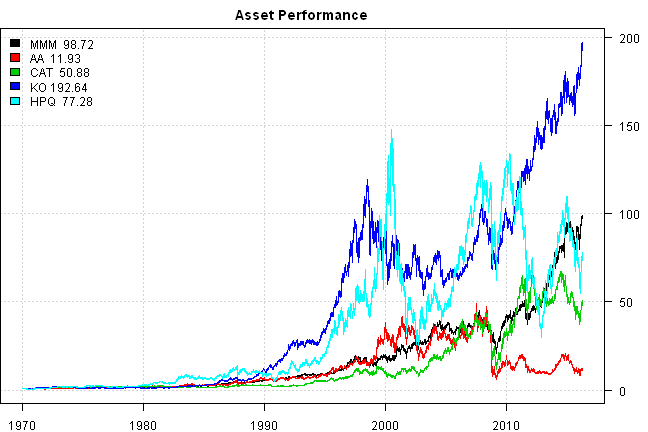 Asset Performance
MMM 98.72
AA 11.93
CAT 50.88
KO 192.64
HPQ 77.28
200
150
100
50
0
1970 1980 1990 2000 2010